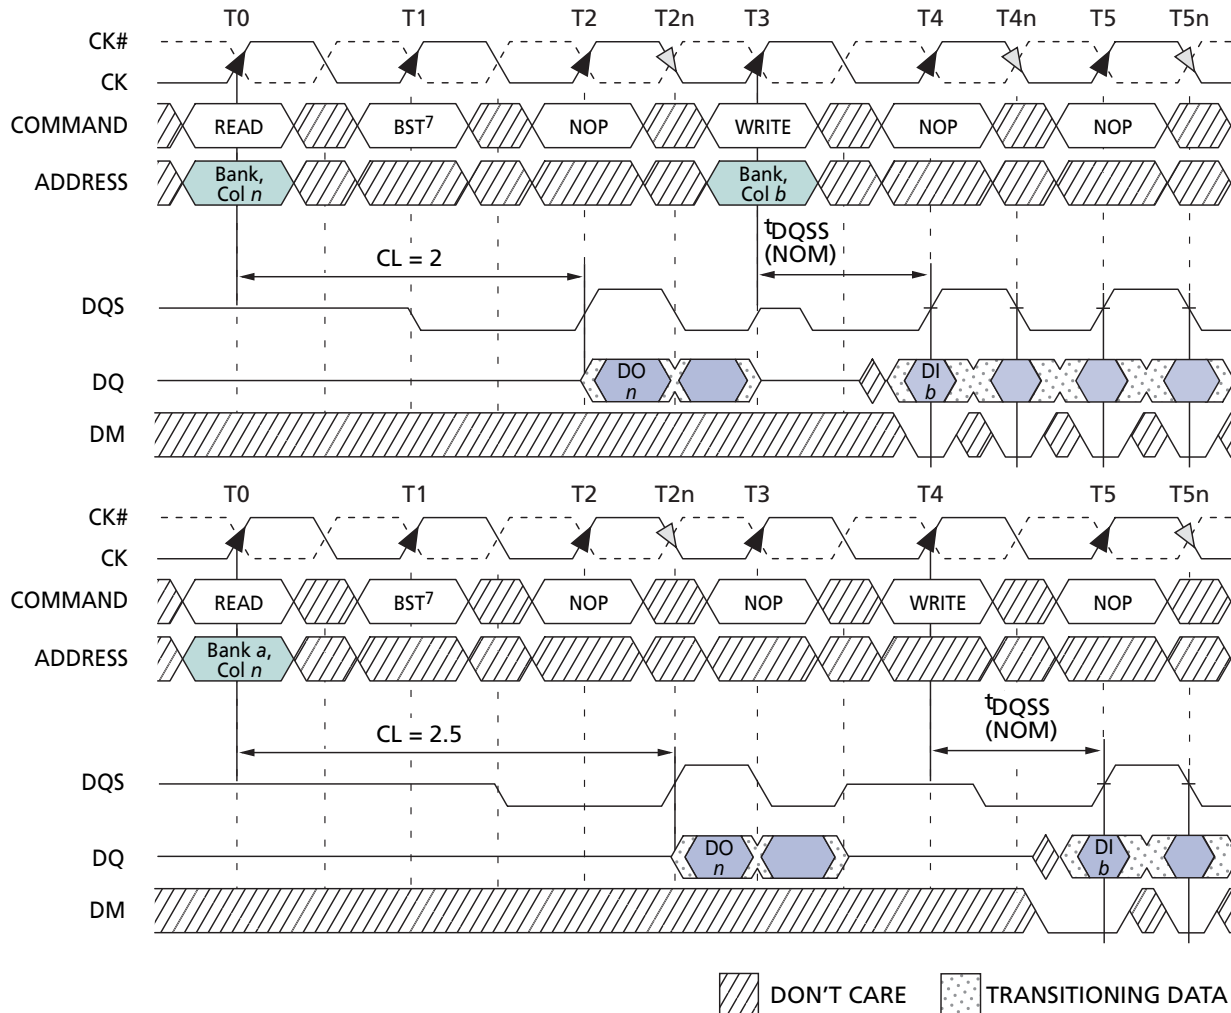 T0 T1 T2 T2n T3 T4 T4n T5 T5n
CK#
CK
COMMAND READ BST7 NOP WRITE NOP NOP
ADDRESS Bank, Col n Bank, Col b
tDQSS (NOM)
CL = 2
DQS
DQ DO n DI b
DM
T0 T1 T2 T2n T3 T4 T5 T5n
CK#
CK
COMMAND READ BST7 NOP NOP WRITE NOP
ADDRESS Bank a, Col n
tDQSS (NOM)
CL = 2.5
DQS
DQ DO n DI b
DM
DON'T CARE TRANSITIONING DATA